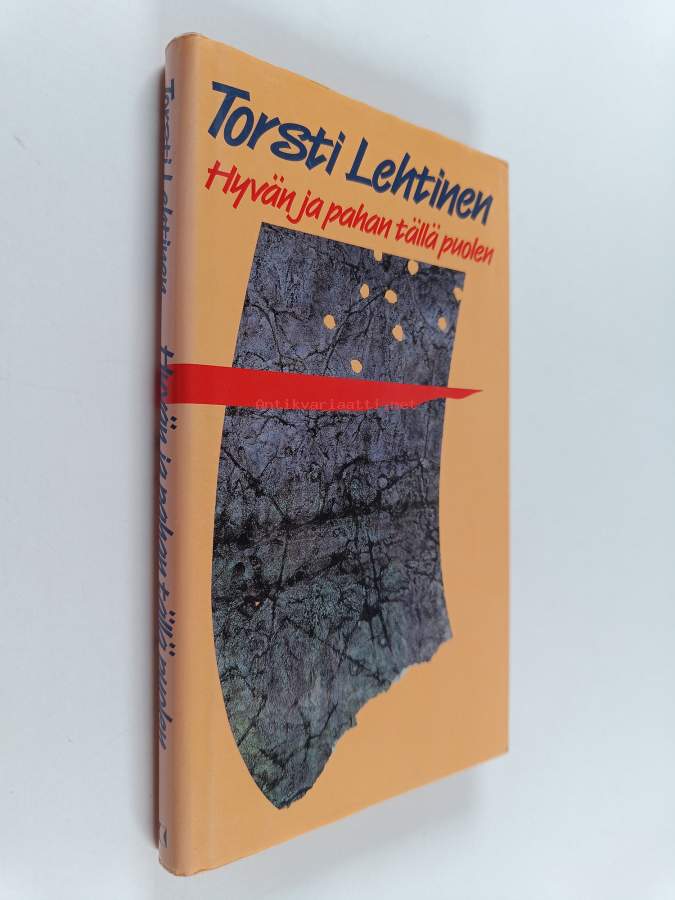 Torsti Lehtinen
Hyvän ja pahan tällä puolen
Antikvariaatti.net
Torsti Lehtinen Hyvän ja pahan tällä puolen